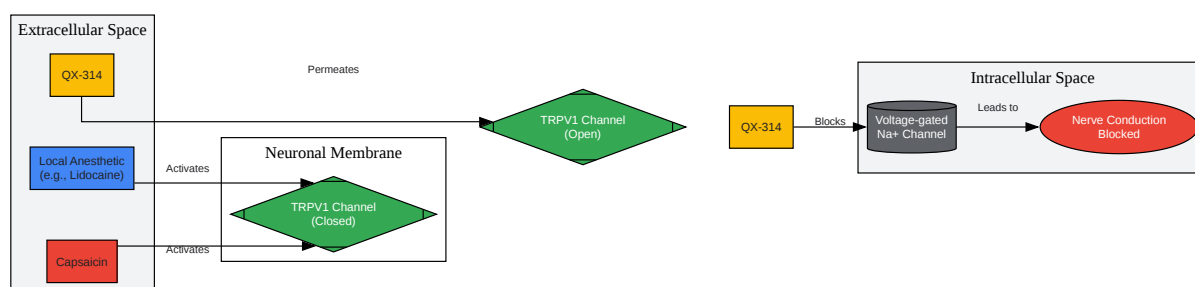 Extracellular Space
QX-314
Permeates
Local Anesthetic
(e.g., Lidocaine)
Activates
Capsaicin
Activates
Neuronal Membrane
TRPV1 Channel
(Closed)
TRPV1 Channel
(Open)
QX-314
Blocks
Intracellular Space
Voltage-gated
Na+ Channel
Leads to
Nerve Conduction
Blocked